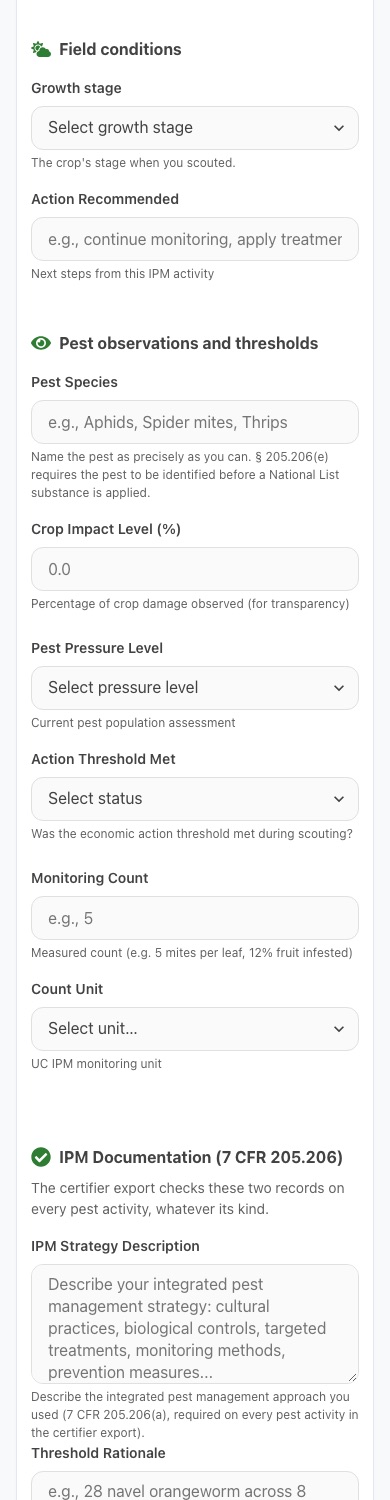 Field conditions
Growth stage
Select growth stage
The crop's stage when you scouted.
Action Recommended
e.g., continue monitoring, apply treatmer
Next steps from this IPM activity
Pest observations and thresholds
Pest Species
e.g., Aphids, Spider mites, Thrips
Name the pest as precisely as you can. § 205.206(e)
requires the pest to be identified before a National List
substance is applied.
Crop Impact Level (%)
0.0
Percentage of crop damage observed (for transparency)
Pest Pressure Level
Select pressure level
Current pest population assessment
Action Threshold Met
Select status
Was the economic action threshold met during scouting?
Monitoring Count
e.g., 5
Measured count (e.g. 5 mites per leaf, 12% fruit infested)
Count Unit
Select unit...
UC IPM monitoring unit
IPM Documentation (7 CFR 205.206)
The certifier export checks these two records on
every pest activity, whatever its kind.
IPM Strategy Description
Describe your integrated pest
management strategy: cultural
practices, biological controls, targeted
treatments, monitoring methods,
prevention measures...
Describe the integrated pest management approach you
used (7 CFR 205.206(a), required on every pest activity in
the certifier export).
Threshold Rationale
e.g., 28 navel orangeworm across 8